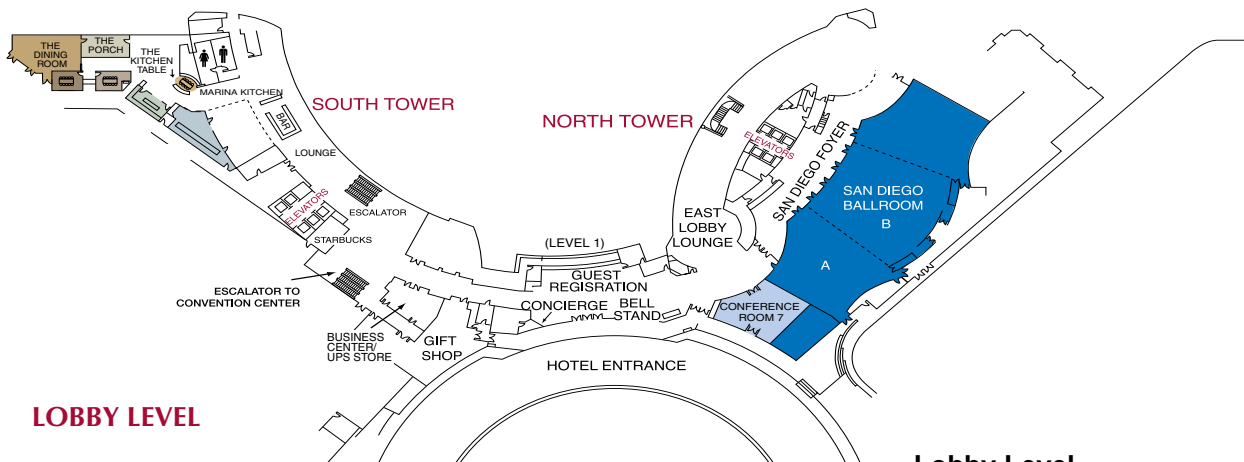 THE
DINING
ROOM
THE
PORCH
THE
KITCHEN
TABLE
MARINA KITCHEN
BAR
LOUNGE
SOUTH TOWER
ELEVATORS
ESCALATOR
STARBUCKS
ESCALATOR TO
CONVENTION CENTER
BUSINESS
CENTER/
UPS STORE
GIFT
SHOP
(LEVEL 1)
GUEST
REGISRATION
CONCIERGE
BELL
STAND
HOTEL ENTRANCE
NORTH TOWER
ELEVATORS
EAST
LOBBY
LOUNGE
SAN DIEGO FOYER
SAN DIEGO
BALLROOM
B
A
CONFERENCE
ROOM 7
LOBBY LEVEL
Lobby Level